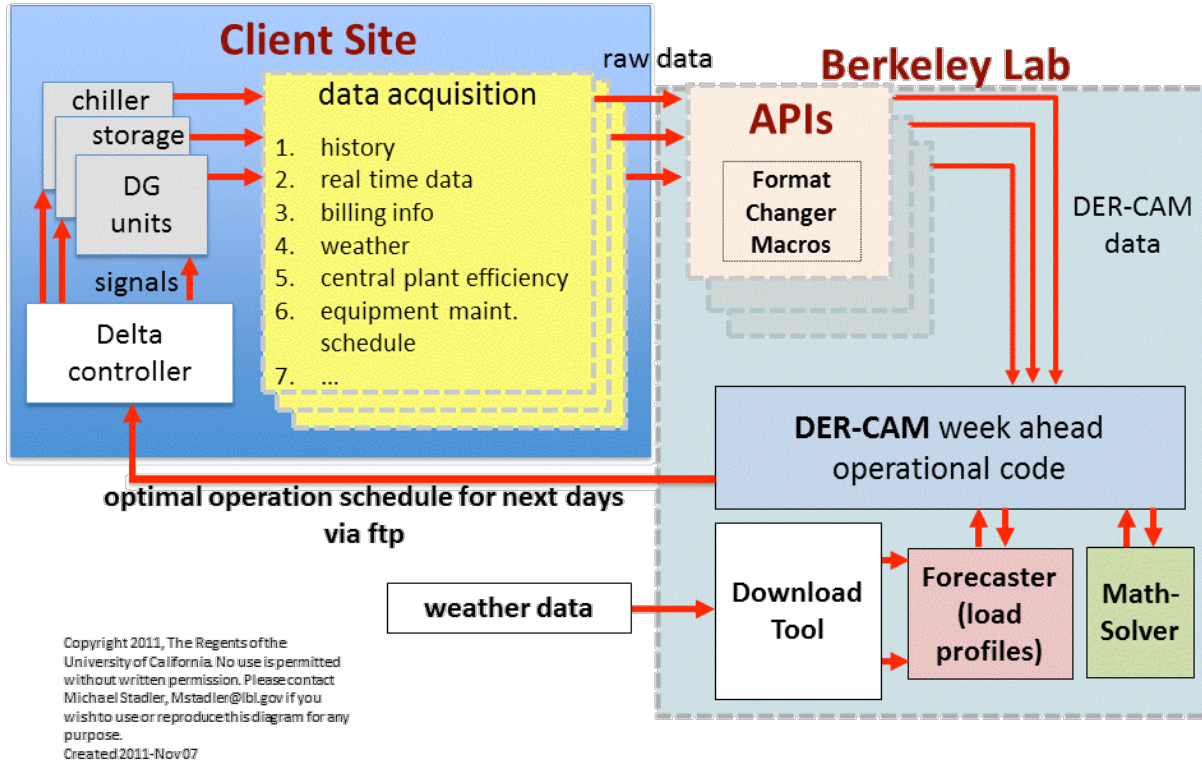 Client Site
raw data
Berkeley Lab
chiller
storage
DG
units
signals
Delta
controller
data acquisition
1. history
2. real time data
3. billing info
4. weather
5. central plant efficiency
6. equipment maint.
schedule
7. ...
APIs
Format
Changer
Macros
DER-CAM
data
DER-CAM week ahead
operational code
optimal operation schedule for next days
via ftp
weather data
Download
Tool
Forecaster
(load
profiles)
Math-
Solver
Copyright 2011, The Regents of the
University of California. No use is permitted
without written permission. Please contact
Michael Stadler, Mstadler@lbl.gov if you
wish to use or reproduce this diagram for any
purpose.
Created 2011-Nov 07